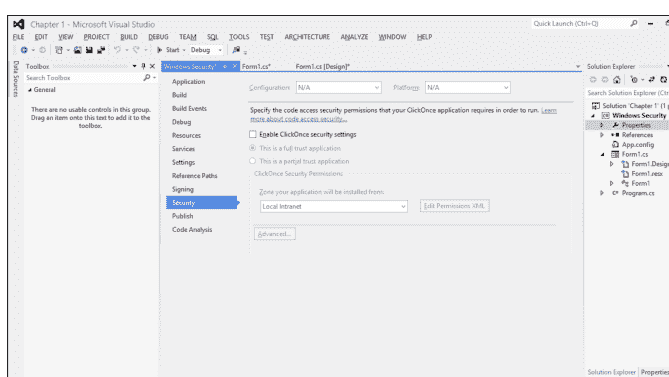 Chapter 1 - Microsoft Visual Studio
Quick Launch (Ctrl+Q)
FILE EDIT VIEW PROJECT BUILD DEBUG TEAM SQL TOOLS TEST ARCHITECTURE ANALYZE WINDOW HELP
Start - Debug
Data Sources
Toolbox
Search Toolbox
General
There are no usable controls in this group.
Drag an item onto this text to add it to the
toolbox.
Windows Security* Form1.cs* Form1.cs [Design]*
Application
Build
Build Events
Debug
Resources
Services
Settings
Reference Paths
Signing
Security
Publish
Code Analysis
Configuration: N/A Platform: N/A
Specify the code access security permissions that your ClickOnce application requires in order to run. Learn
more about code access security...
Enable ClickOnce security settings
This is a full trust application
This is a partial trust application
ClickOnce Security Permissions
Zone your application will be installed from:
Local Intranet Edit Permissions XML
Advanced...
Solution Explorer
Search Solution Explorer (Ctr
Solution 'Chapter 1' (1 p
Windows Security
Properties
References
App.config
Form1.cs
Form1.Design
Form1.resx
Form1
Program.cs
Solution Explorer Propertie